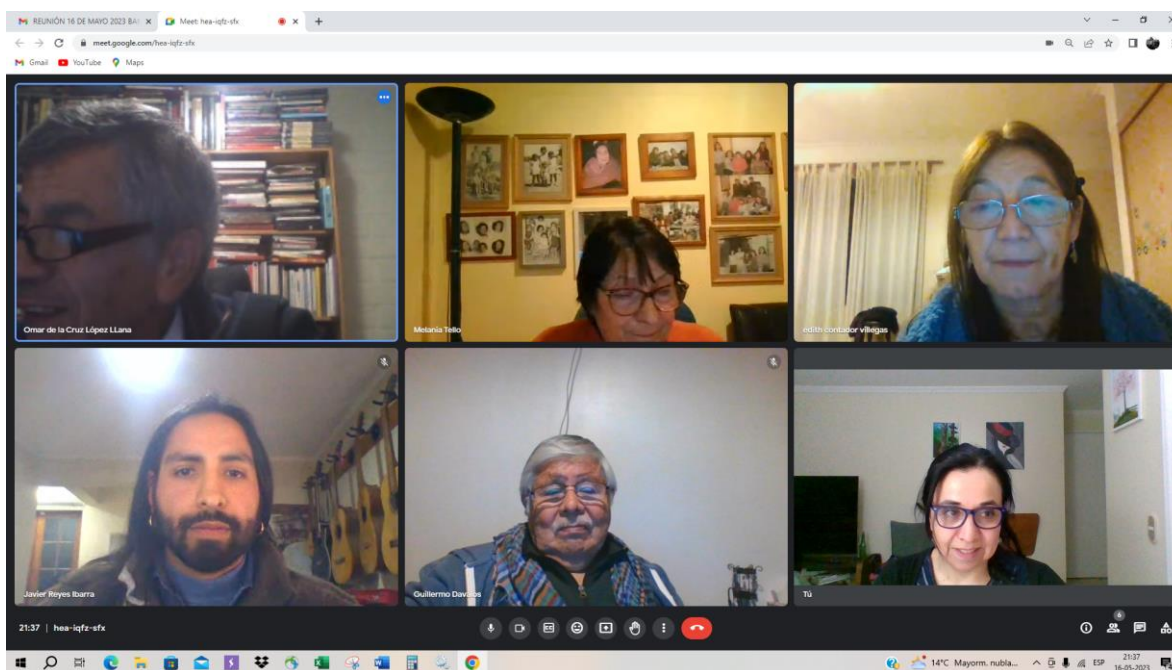 REUNIÓN 16 DE MAYO 2023 BA
Meet: hea-iqfz-sfx
meet.google.com/hea-iqfz-sfx
Gmail YouTube Maps
Omar de la Cruz López LLana
Melania Tello
edith contador villegas
Javier Reyes Ibarra
Guillermo Davalos
Tú
21:37 | hea-iqfz-sfx
6
14°C Mayorm. nubla... ESP 21:37
16-05-2023